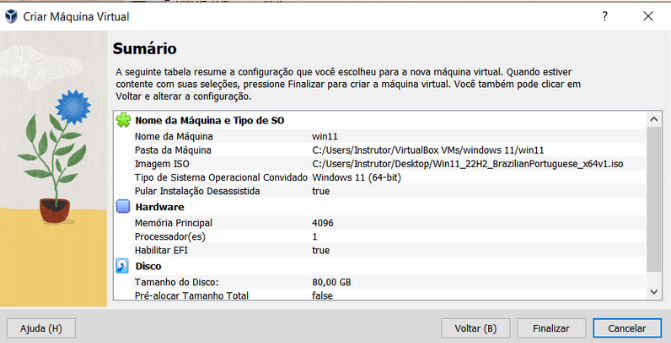 Criar Máquina Virtual
Sumário
A seguinte tabela resume a configuração que você escolheu para a nova máquina virtual. Quando estiver
contente com suas seleções, pressione Finalizar para criar a máquina virtual. Você também pode clicar em
Voltar e alterar a configuração.
Nome da Máquina e Tipo de SO
Nome da Máquina win11
Pasta da Máquina C:/Users/Instrutor/VirtualBox VMs/windows 11/win11
Imagem ISO C:/Users/Instrutor/Desktop/Win11_22H2_BrazilianPortuguese_x64v1.iso
Tipo de Sistema Operacional Convidado Windows 11 (64-bit)
Pular Instalação Desassistida true
Hardware
Memória Principal 4096
Processador(es) 1
Habilitar EFI true
Disco
Tamanho do Disco: 80,00 GB
Pré-alocar Tamanho Total false
Ajuda (H) Voltar (B) Finalizar Cancelar